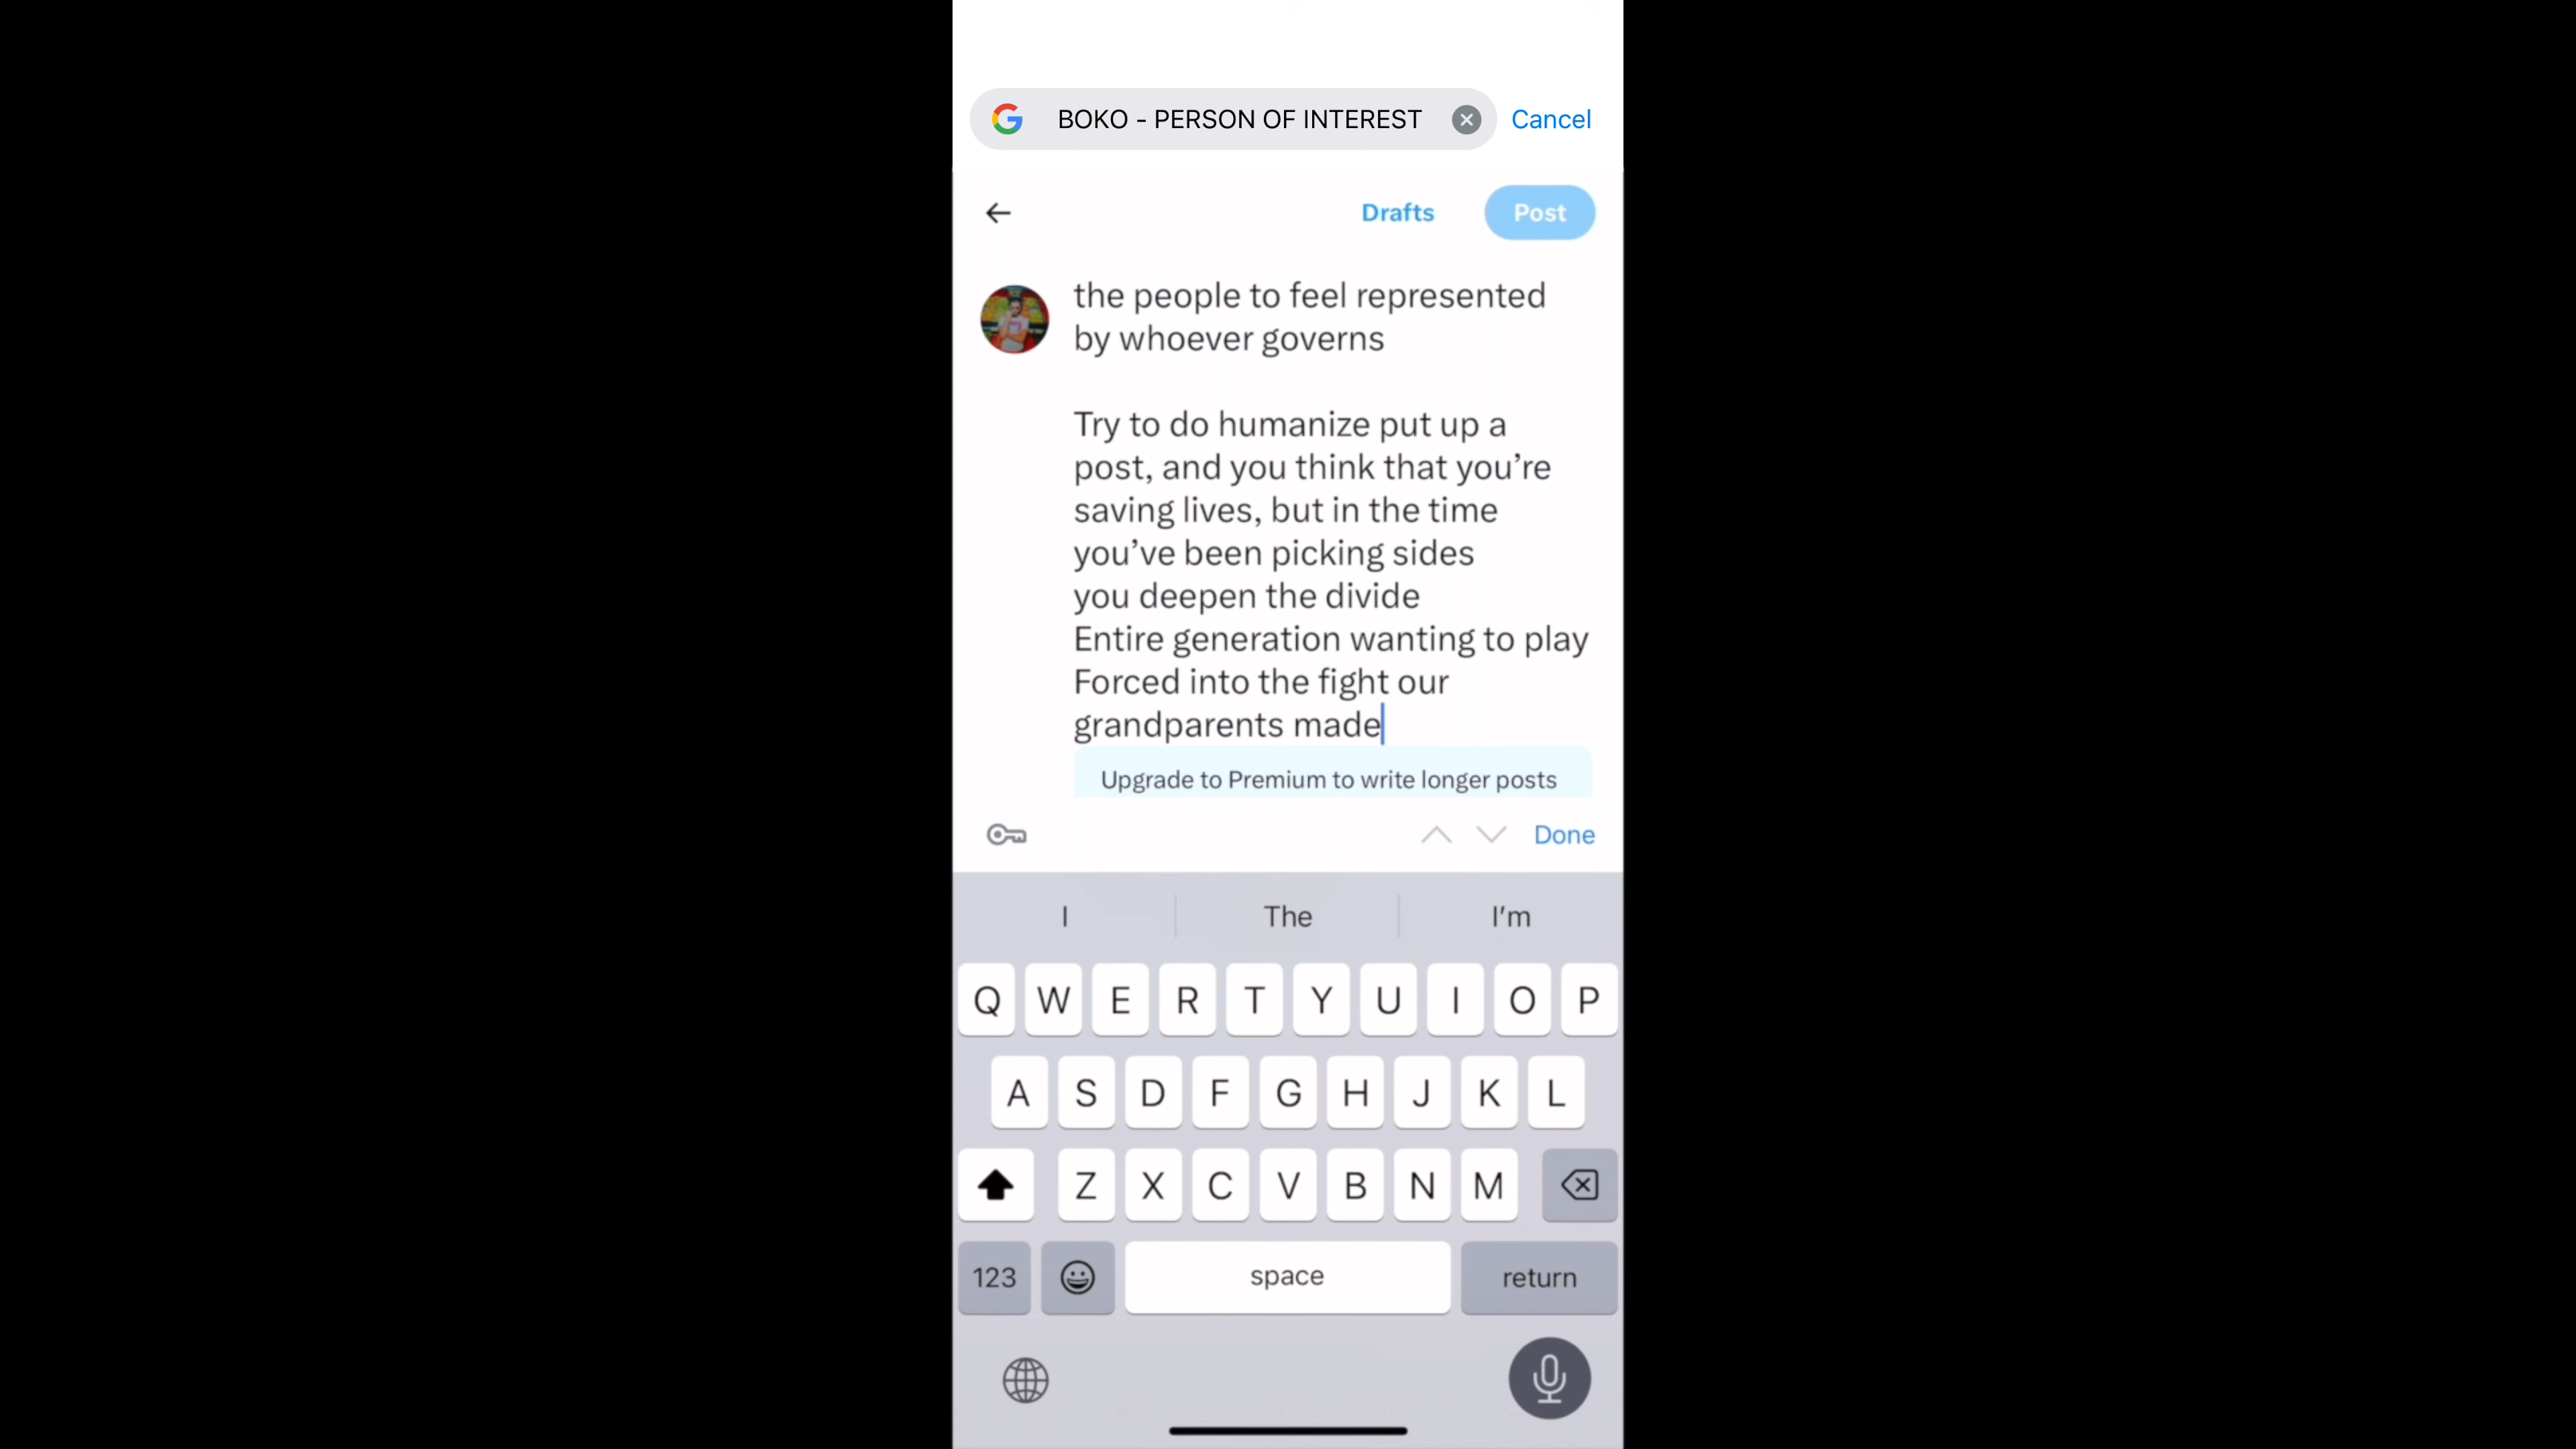 BOKO - PERSON OF INTEREST
Cancel
Drafts
Post
the people to feel represented
by whoever governs
Try to do humanize put up a
post, and you think that you’re
saving lives, but in the time
you’ve been picking sides
you deepen the divide
Entire generation wanting to play
Forced into the fight our
grandparents made
Upgrade to Premium to write longer posts
Done
I
The
I’m
Q W E R T Y U I O P
A S D F G H J K L
Z X C V B N M
123
space
return